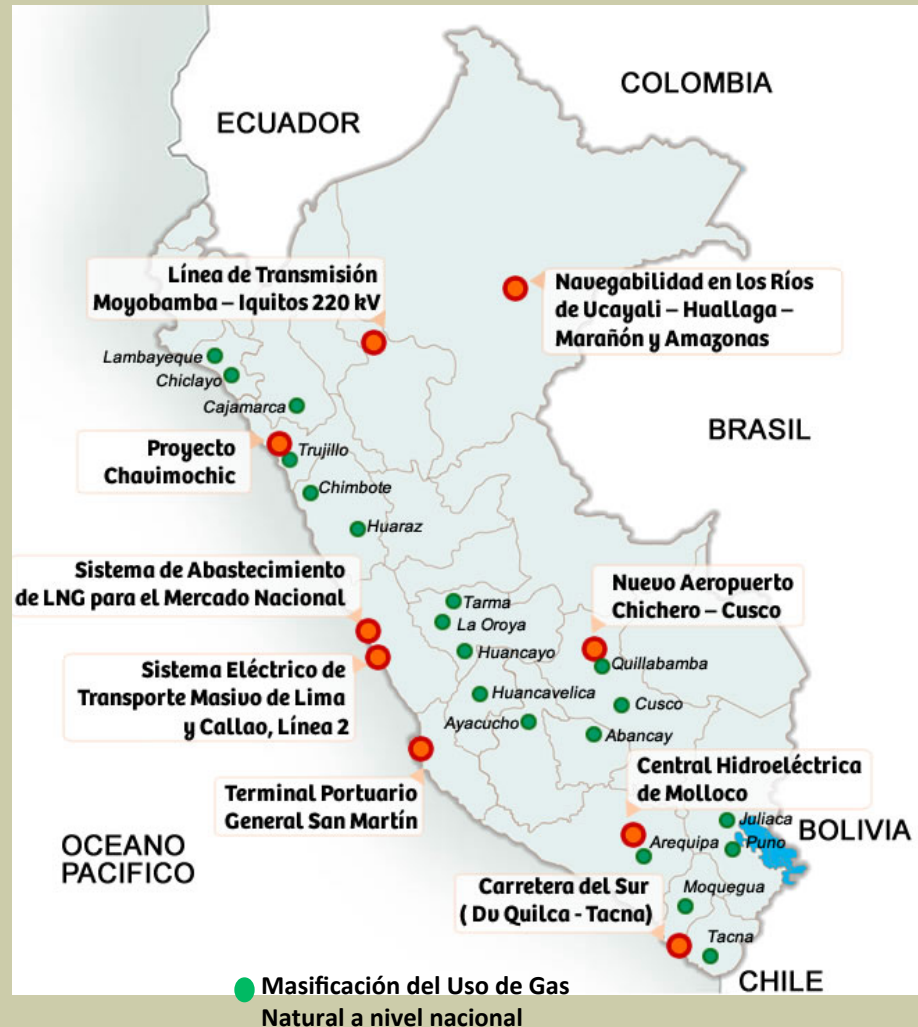 COLOMBIA
ECUADOR
Línea de Transmisión
Moyobamba – Iquitos 220 kV
Navegabilidad en los Ríos
de Ucayali – Huallaga –
Marañón y Amazonas
Lambayeque
Chiclayo
Cajamarca
BRASIL
Proyecto
Chavimochic
Trujillo
Chimbote
Huaraz
Sistema de Abastecimiento
de LNG para el Mercado Nacional
Nuevo Aeropuerto
Chichero – Cusco
Tarma
La Oroya
Huancayo
Quillabamba
Sistema Eléctrico de
Transporte Masivo de Lima
y Callao, Línea 2
Huancavelica
Cusco
Ayacucho
Abancay
Terminal Portuario
General San Martín
Central Hidroeléctrica
de Molloco
Juliaca
BOLIVIA
Arequipa
Puno
OCEANO
PACIFICO
Carretera del Sur
( Dv Quilca - Tacna)
Moquegua
Tacna
CHILE
Masificación del Uso de Gas
Natural a nivel nacional